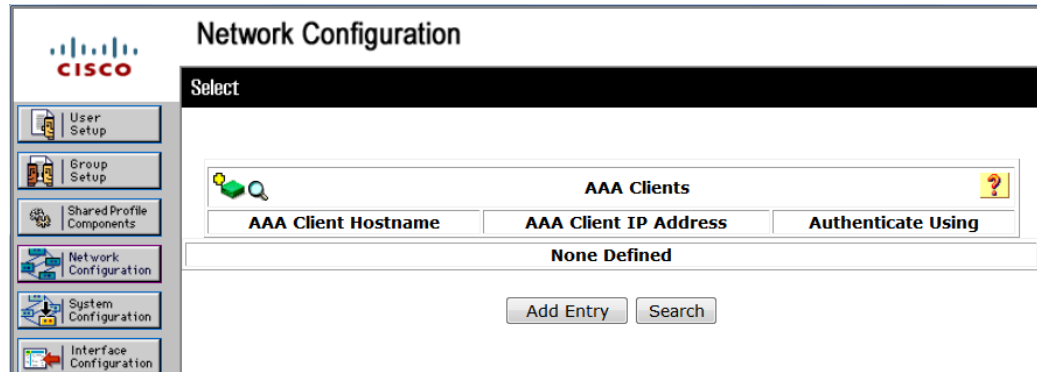 CISCO
Network Configuration
Select
User
Setup
Group
Setup
Shared Profile
Components
Network
Configuration
System
Configuration
Interface
Configuration
AAA Clients
?
AAA Client Hostname AAA Client IP Address Authenticate Using
None Defined
Add Entry Search